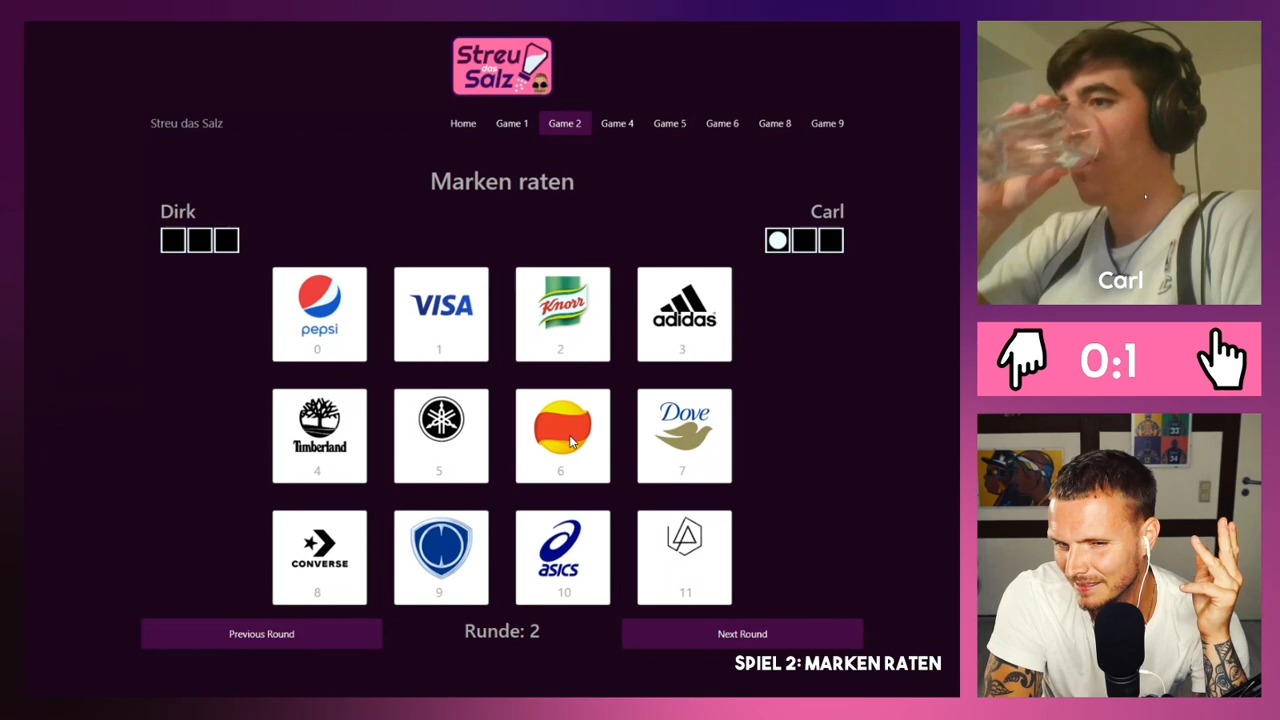 Streu
das
Salz
Streu das Salz
Home
Game 1
Game 2
Game 4
Game 5
Game 6
Game 8
Game 9
Marken raten
Dirk
Carl
pepsi
0
VISA
1
Knorr
2
adidas
3
Timberland
4
5
6
Dove
7
CONVERSE
8
9
asics
10
11
Previous Round
Runde: 2
Next Round
SPIEL 2: MARKEN RATEN
Carl
0:1